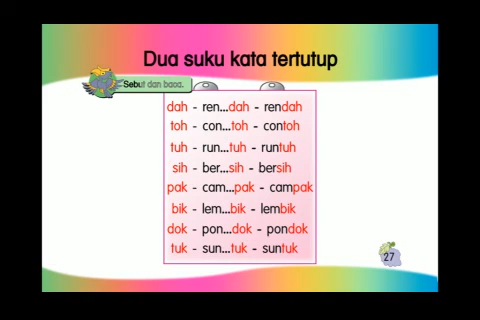 Dua suku kata tertutup
Sebut dan baca.
dah - ren...dah - rendah
toh - con...toh - contoh
tuh - run...tuh - runtuh
sih - ber...sih - bersih
pak - cam...pak - campak
bik - lem...bik - lembik
dok - pon...dok - pondok
tuk - sun...tuk - suntuk
27